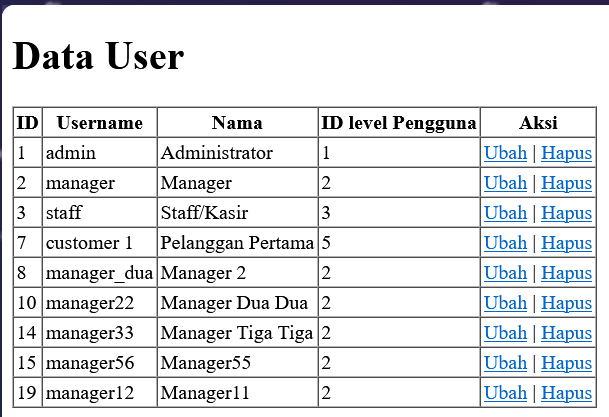 Data User
ID Username Nama ID level Pengguna Aksi
1 admin Administrator 1 Ubah | Hapus
2 manager Manager 2 Ubah | Hapus
3 staff Staff/Kasir 3 Ubah | Hapus
7 customer 1 Pelanggan Pertama 5 Ubah | Hapus
8 manager_dua Manager 2 2 Ubah | Hapus
10 manager22 Manager Dua Dua 2 Ubah | Hapus
14 manager33 Manager Tiga Tiga 2 Ubah | Hapus
15 manager56 Manager55 2 Ubah | Hapus
19 manager12 Manager11 2 Ubah | Hapus